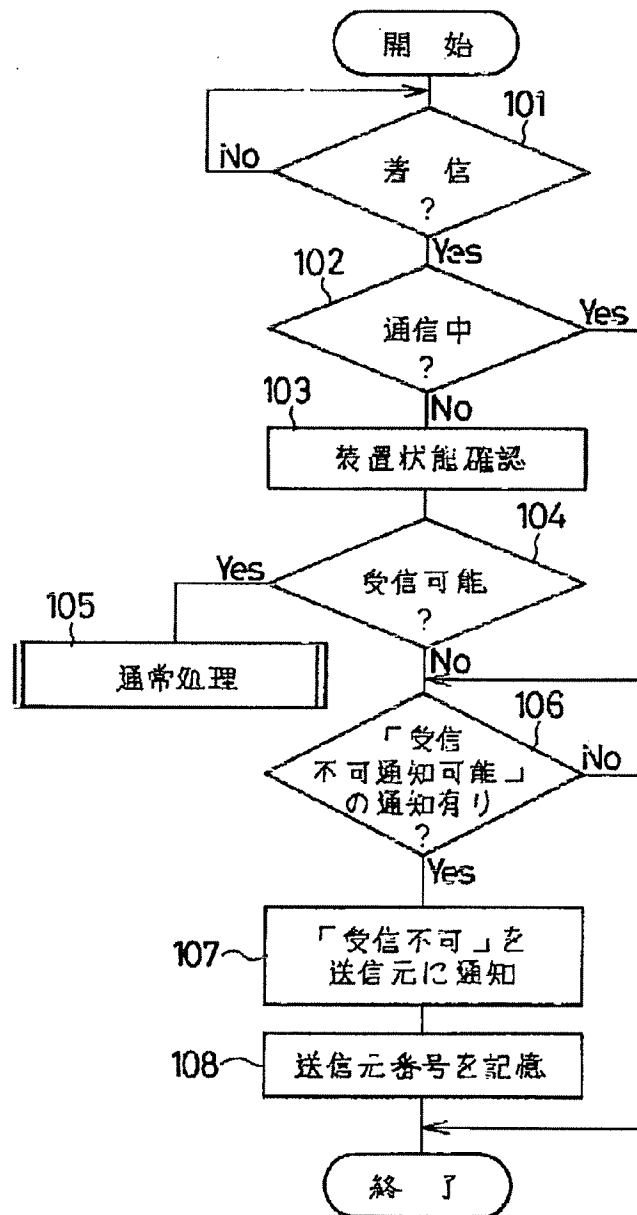 開始
101
No
着信
?
Yes
102
Yes
通信中
?
No
103
装置状態確認
104
Yes
受信可能
?
105
No
通常処理
106
「受信
不可通知可能」
の通知有り
?
No
Yes
107
「受信不可」を
送信元に通知
108
送信元番号を記憶
終了